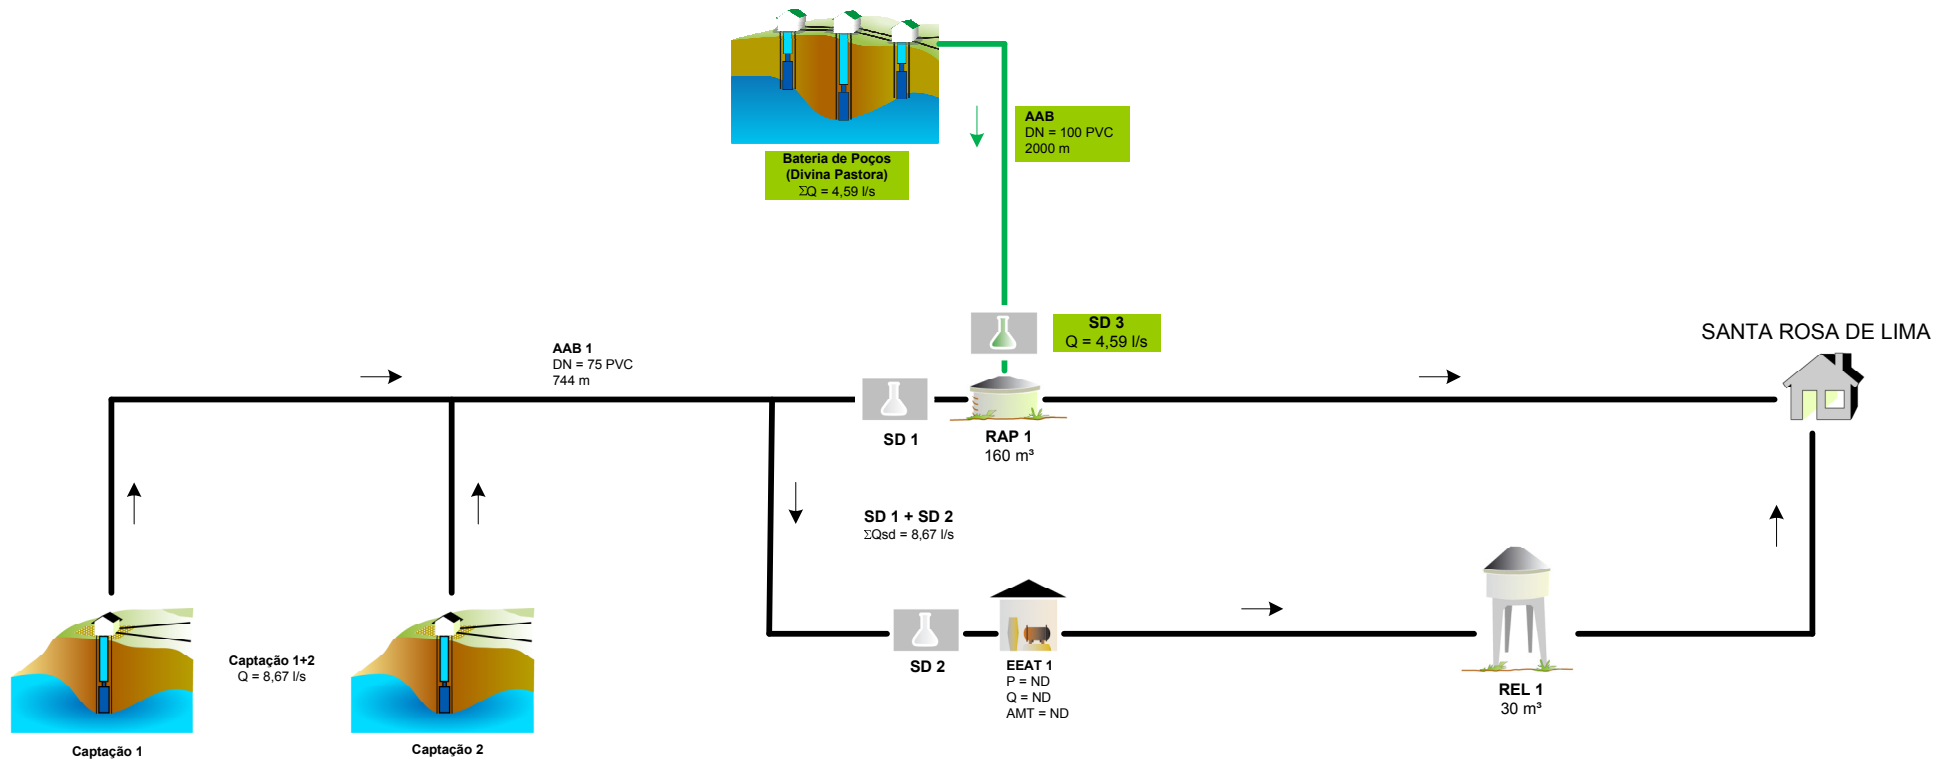 AAB
DN = 100 PVC
2000 m
Bateria de Poços
(Divina Pastora)
ΣQ = 4,59 l/s
SD 3
Q = 4,59 l/s
SANTA ROSA DE LIMA
AAB 1
DN = 75 PVC
744 m
SD 1
RAP 1
160 m³
SD 1 + SD 2
ΣQsd = 8,67 l/s
Captação 1+2
Q = 8,67 l/s
SD 2
EEAT 1
P = ND
Q = ND
AMT = ND
REL 1
30 m³
Captação 1
Captação 2